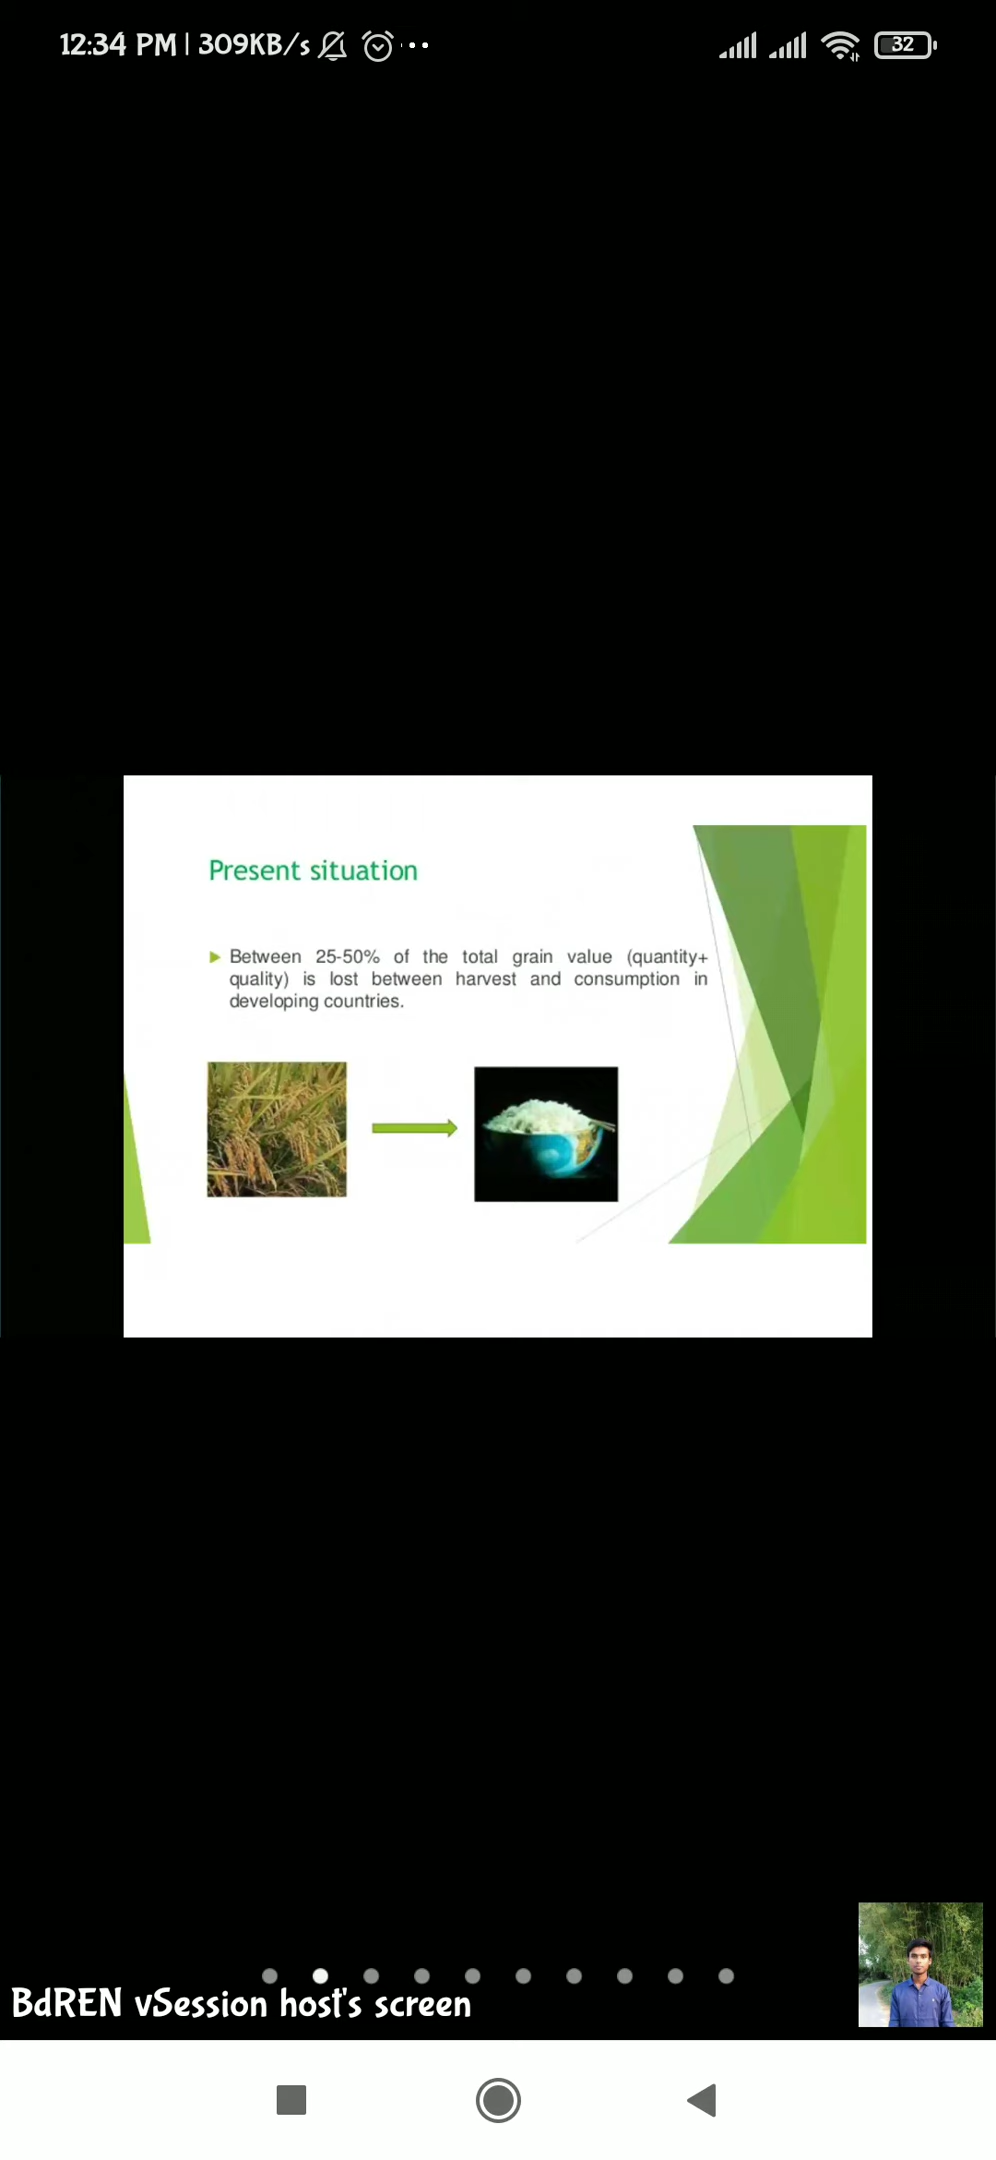 12:34 PM | 309KB/s
32
Present situation
Between 25-50% of the total grain value (quantity+
quality) is lost between harvest and consumption in
developing countries.
BdREN vSession host's screen